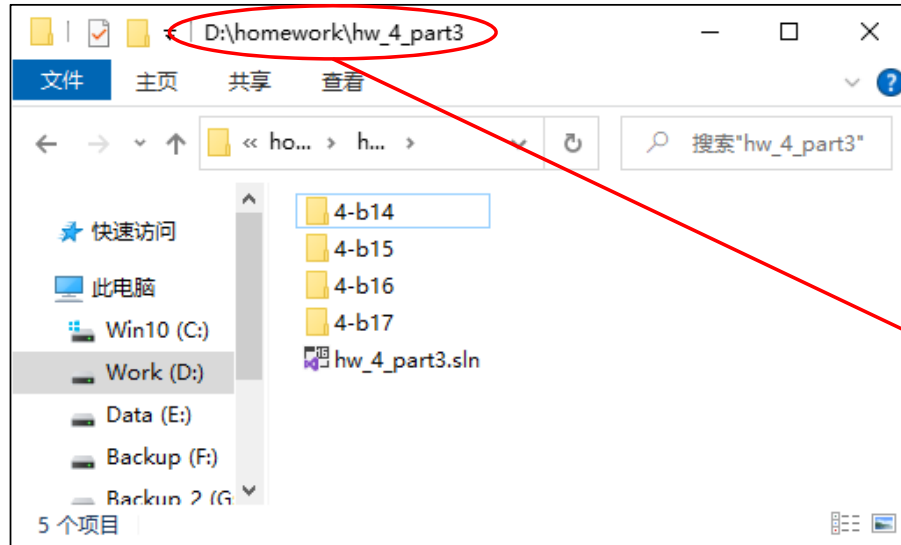 D:\homework\hw_4_part3
文件 主页 共享 查看
« ho... › h... › 搜索"hw_4_part3"
快速访问
此电脑
Win10 (C:)
Work (D:)
Data (E:)
Backup (F:)
Backup 2 (G
4-b14
4-b15
4-b16
4-b17
hw_4_part3.sln
5 个项目